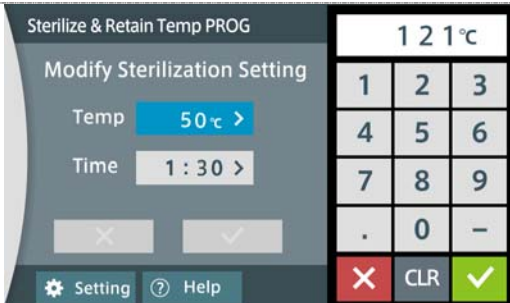 Sterilize & Retain Temp PROG
Modify Sterilization Setting
Temp 50℃ >
Time 1:30 >
Setting ? Help
121℃
1 2 3
4 5 6
7 8 9
. 0 −
CLR